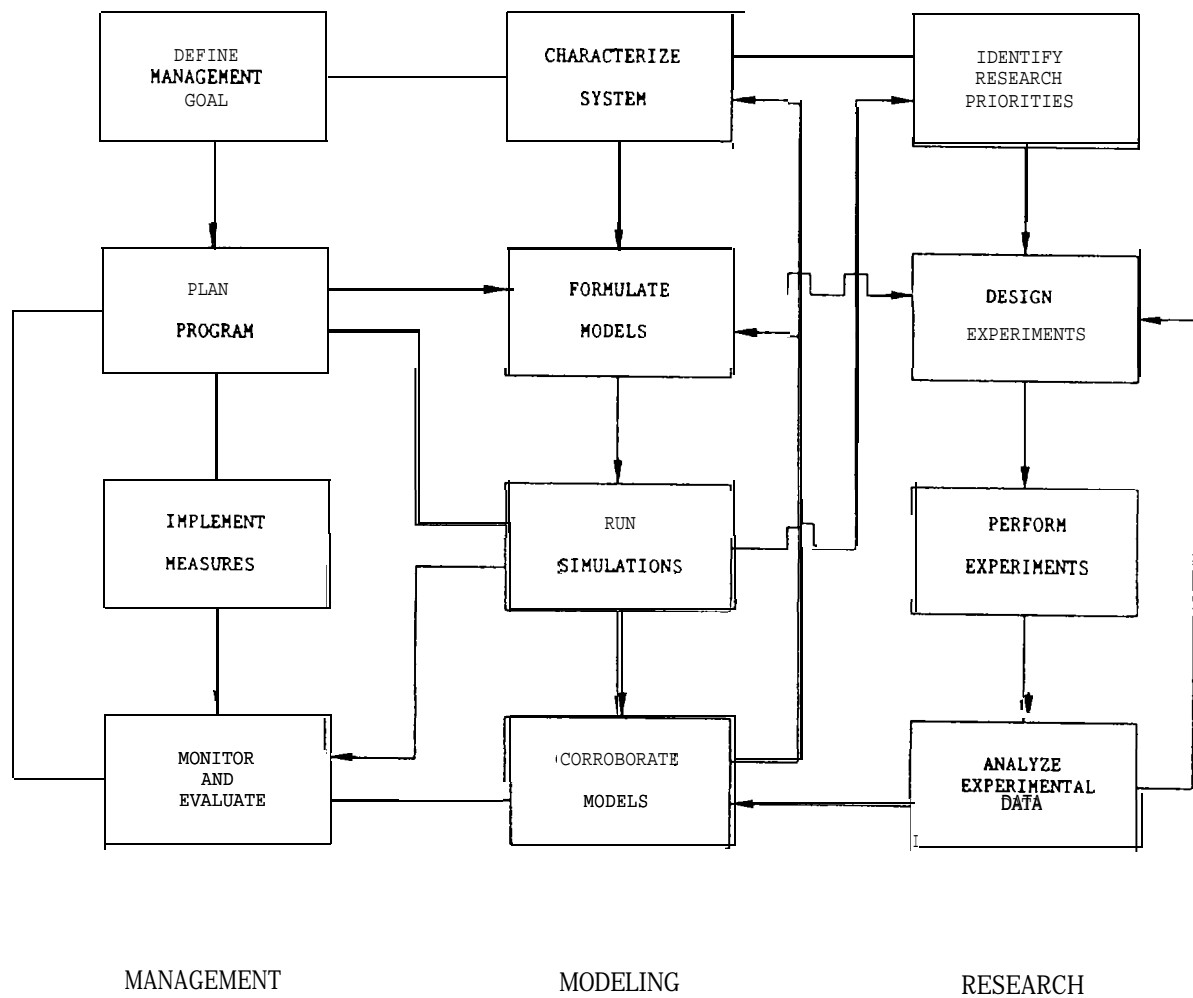 DEFINE
MANAGEMENT
GOAL
CHARACTERIZE
SYSTEM
IDENTIFY
RESEARCH
PRIORITIES
PLAN
PROGRAM
FORMULATE
MODELS
DESIGN
EXPERIMENTS
IMPLEMENT
MEASURES
RUN
SIMULATIONS
PERFORM
EXPERIMENTS
MONITOR
AND
EVALUATE
CORROBORATE
MODELS
ANALYZE
EXPERIMENTAL
DATA
MANAGEMENT
MODELING
RESEARCH